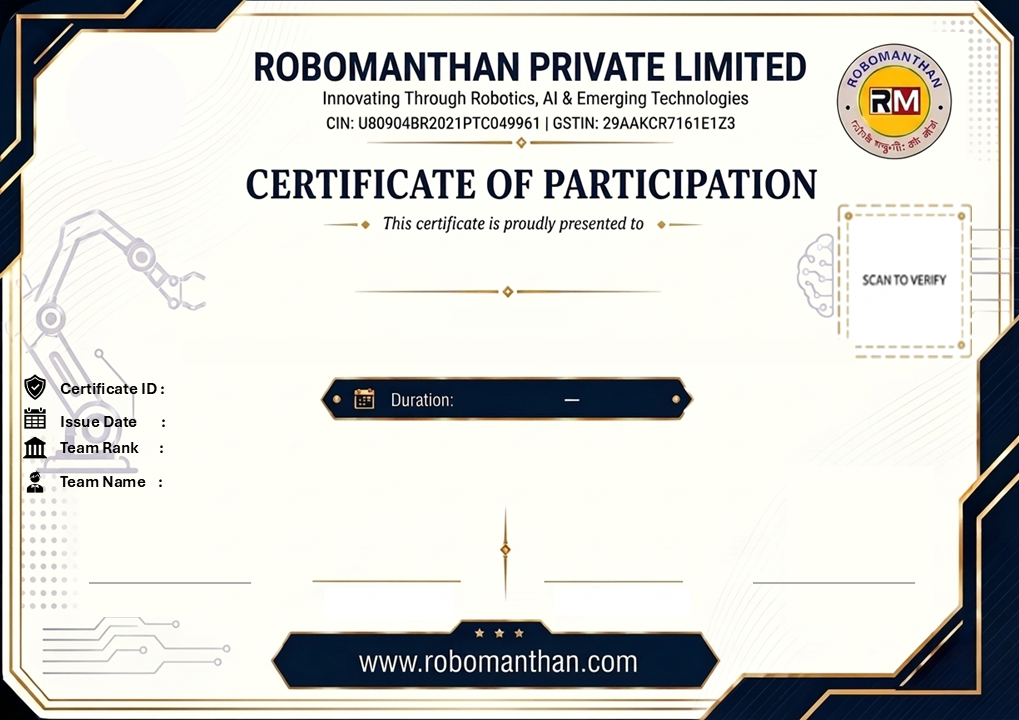 ROBOMANTHAN PRIVATE LIMITED
Innovating Through Robotics, AI & Emerging Technologies
CIN: U80904BR2021PTC049961 | GSTIN: 29AAKCR7161E1Z3
ROBOMANTHAN
RM
CERTIFICATE OF PARTICIPATION
This certificate is proudly presented to
SCAN TO VERIFY
Certificate ID :
Duration: —
Issue Date :
Team Rank :
Team Name :
www.robomanthan.com